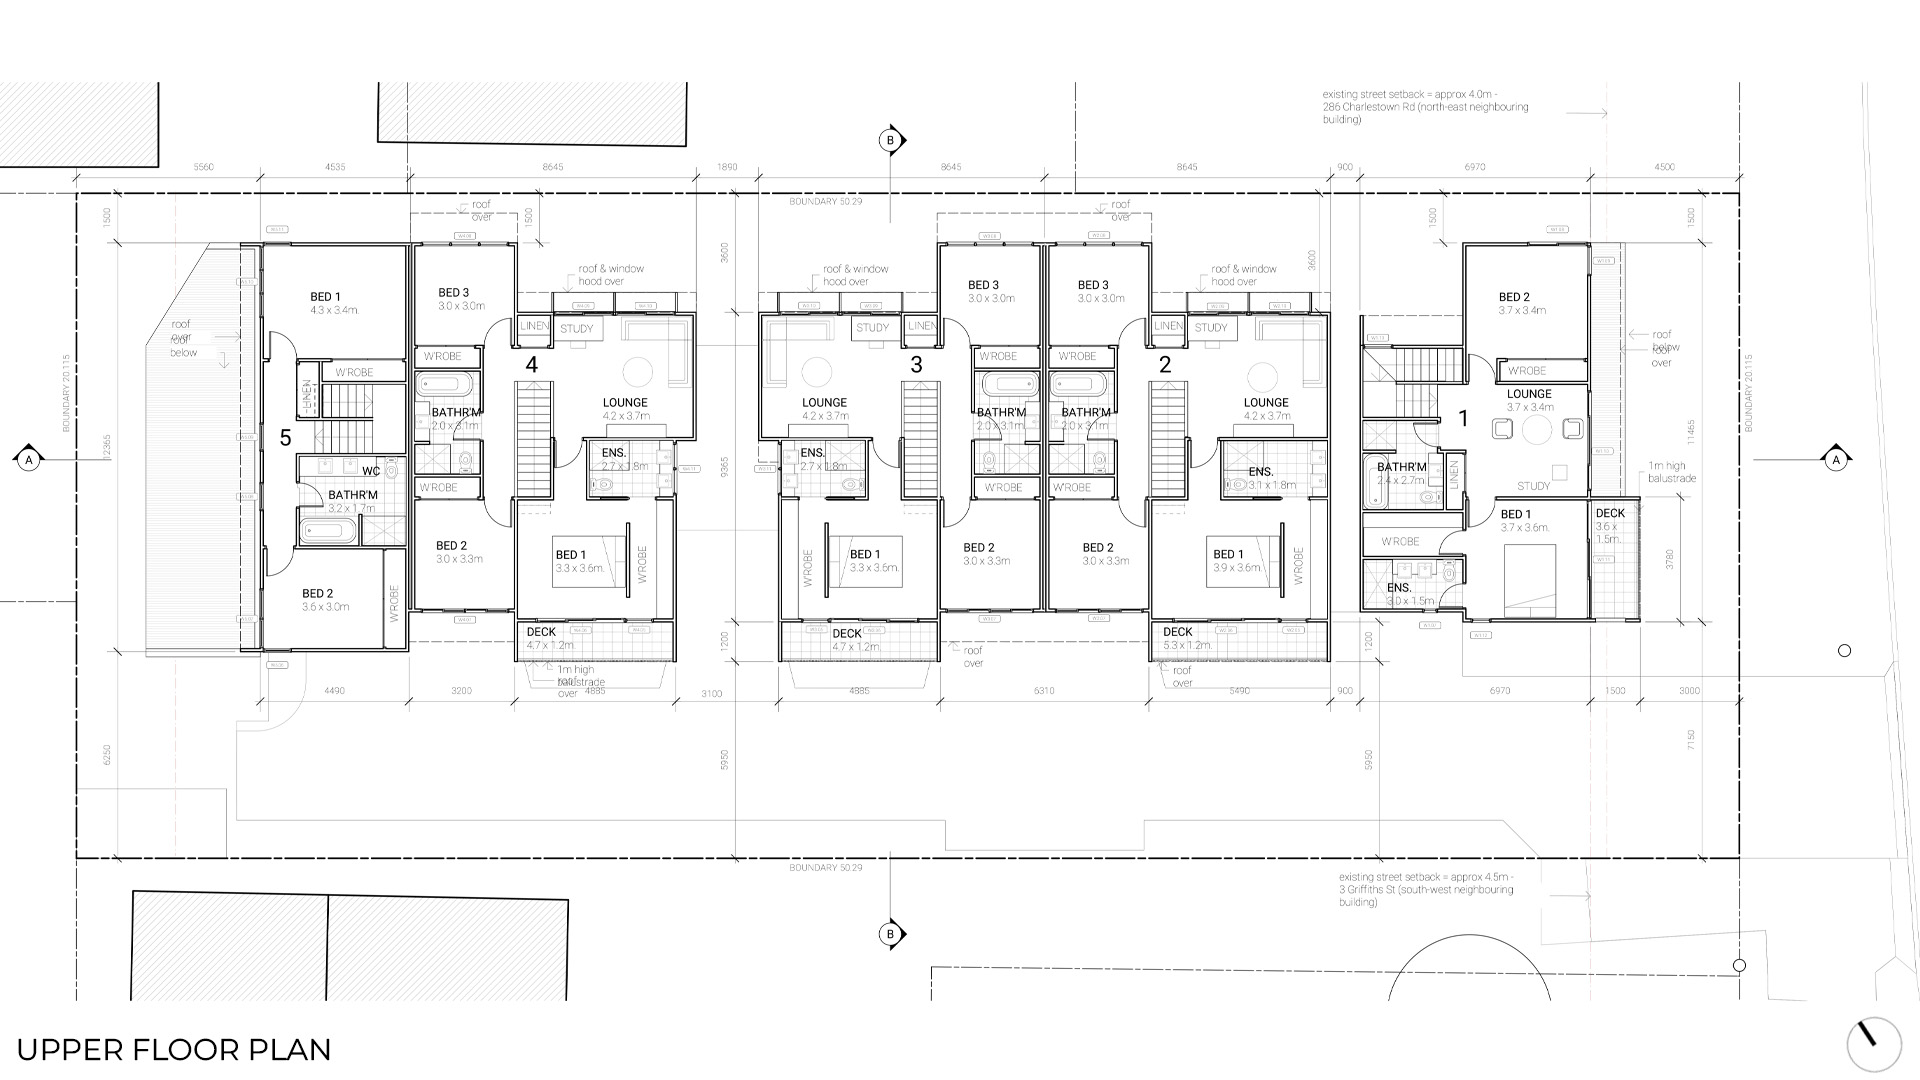 existing street setback = approx 4.0m -
286 Charlestown Rd (north-east neighbouring
building)
B
5560
4535
8645
1890
8645
8645
900
6970
4500
BOUNDARY 50.29
1500
roof
over
1500
roof
over
1500
1500
3600
3600
roof & window
hood over
roof & window
hood over
roof & window
hood over
BED 1
4.3 x 3.4m.
BED 3
3.0 x 3.0m
BED 3
3.0 x 3.0m
BED 3
3.0 x 3.0m
BED 2
3.7 x 3.4m
roof
over
roof
below
LINEN
STUDY
STUDY
LINEN
LINEN
STUDY
roof
below
roof
over
W'ROBE
W'ROBE
W'ROBE
W'ROBE
W'ROBE
4
3
2
BOUNDARY 20.115
BOUNDARY 20.115
LINEN
LOUNGE
4.2 x 3.7m
LOUNGE
4.2 x 3.7m
LOUNGE
4.2 x 3.7m
LOUNGE
3.7 x 3.4m
BATHR'M
2.0 x 3.1m
BATHR'M
2.0 x 3.1m
BATHR'M
2.0 x 3.1m
1
5
12365
9365
11465
A
A
ENS.
2.7 x 1.8m
ENS.
2.7 x 1.8m
ENS.
3.1 x 1.8m
BATHR'M
2.4 x 2.7m
LINEN
STUDY
1m high
balustrade
WC
BATHR'M
3.2 x 1.7m
W'ROBE
W'ROBE
W'ROBE
BED 1
3.7 x 3.6m.
DECK
3.6 x
1.5m.
BED 2
3.0 x 3.3m
BED 1
3.3 x 3.6m.
W'ROBE
W'ROBE
BED 1
3.3 x 3.6m.
BED 2
3.0 x 3.3m
BED 2
3.0 x 3.3m
BED 1
3.9 x 3.6m.
W'ROBE
W'ROBE
3780
ENS.
3.0 x 1.5m
BED 2
3.6 x 3.0m
W'ROBE
DECK
4.7 x 1.2m.
DECK
4.7 x 1.2m.
DECK
5.3 x 1.2m.
1200
1200
1m high
balustrade
roof
over
roof
over
roof
over
4490
3200
4885
3100
4885
6310
5490
900
6970
1500
3000
6250
5950
5950
7150
BOUNDARY 50.29
existing street setback = approx 4.5m -
3 Griffiths St (south-west neighbouring
building)
B
UPPER FLOOR PLAN